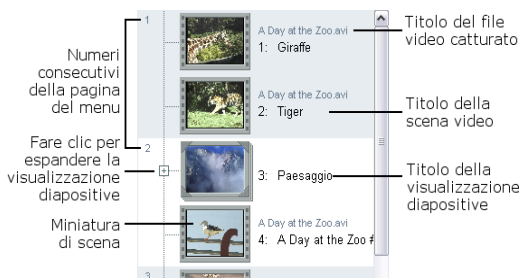 Numeri
consecutivi
della pagina
del menu
Fare clic per
espandere la
visualizzazione
diapositive
Miniatura
di scena
1
A Day at the Zoo.avi
1: Giraffe
A Day at the Zoo.avi
2: Tiger
2
3: Paesaggio
A Day at the Zoo.avi
4: A Day at the Zoo #
3
Titolo del file
video catturato
Titolo della
scena video
Titolo della
visualizzazione
diapositive